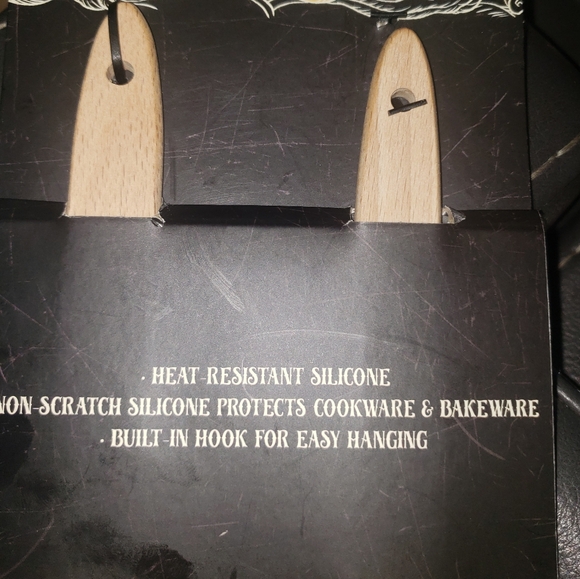 · HEAT-RESISTANT SILICONE
NON-SCRATCH SILICONE PROTECTS COOKWARE & BAKEWARE
· BUILT-IN HOOK FOR EASY HANGING